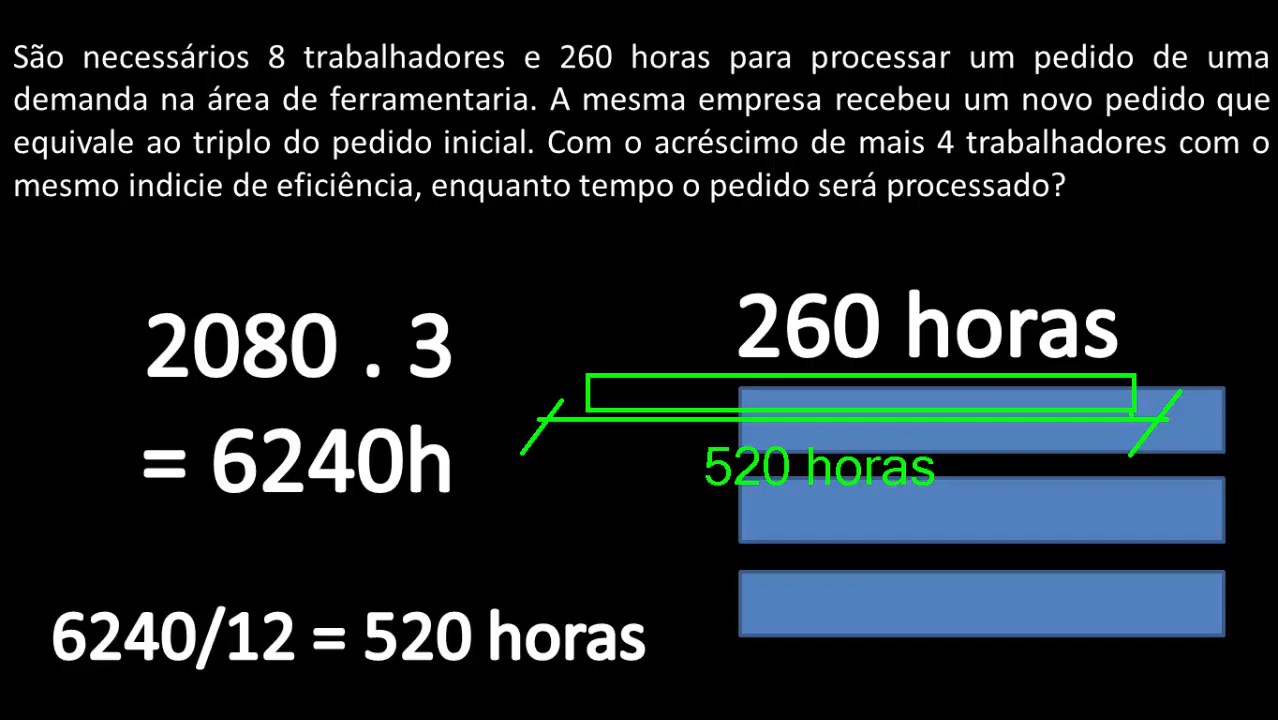 São necessários 8 trabalhadores e 260 horas para processar um pedido de uma
demanda na área de ferramentaria. A mesma empresa recebeu um novo pedido que
equivale ao triplo do pedido inicial. Com o acréscimo de mais 4 trabalhadores com o
mesmo indicie de eficiência, enquanto tempo o pedido será processado?
2080 . 3
= 6240h
6240/12 = 520 horas
260 horas
520 horas